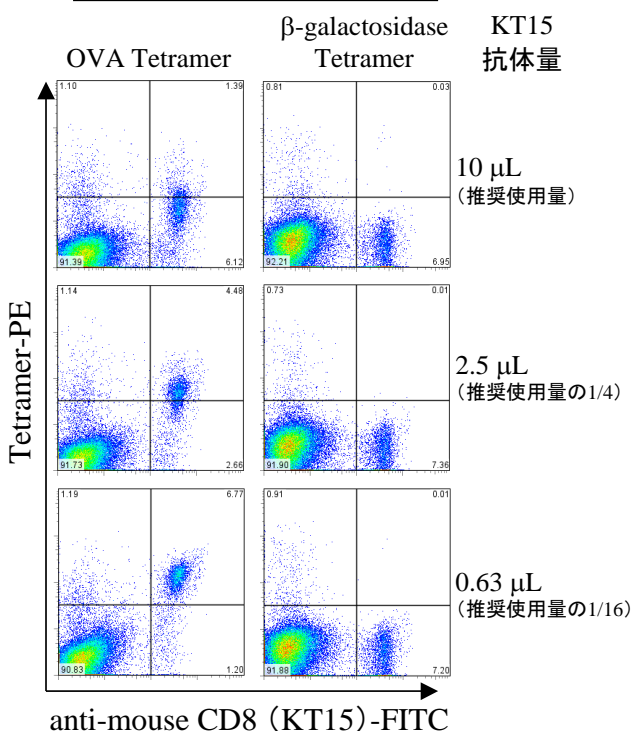 OVA Tetramer
β-galactosidase
Tetramer
KT15
抗体量
1.10
1.39
91.39
6.12
0.81
0.03
92.21
6.95
10 μL
（推奨使用量）
1.14
4.48
91.73
2.66
0.73
0.01
91.90
7.36
2.5 μL
（推奨使用量の1/4）
1.19
6.77
90.83
1.20
0.91
0.01
91.88
7.20
0.63 μL
（推奨使用量の1/16）
Tetramer-PE
anti-mouse CD8（KT15）-FITC